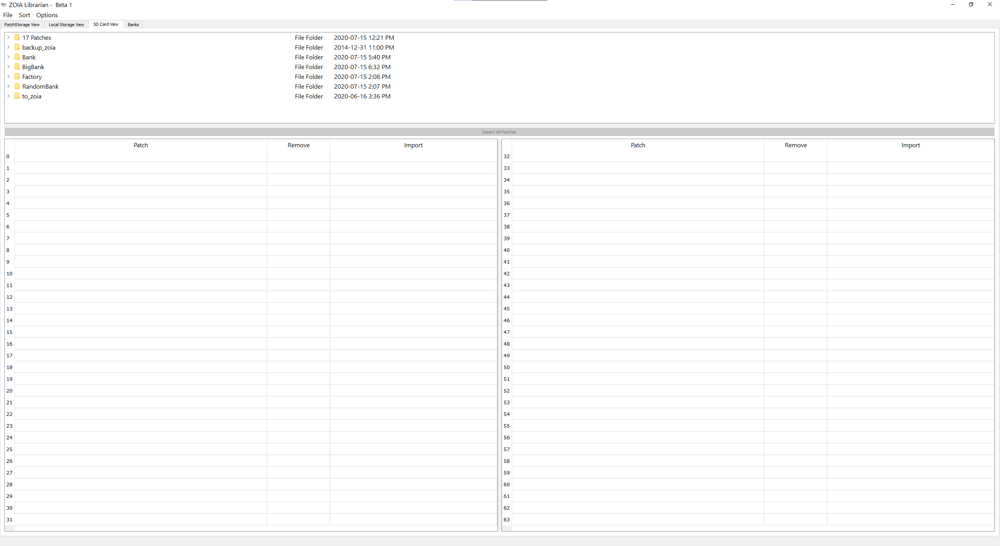 ZOIA Librarian - Beta 1
File Sort Options
PatchStorage View Local Storage View SD Card View Banks
17 Patches File Folder 2020-07-15 12:21 PM
backup_zoia File Folder 2014-12-31 11:00 PM
Bank File Folder 2020-07-15 5:40 PM
BigBank File Folder 2020-07-15 6:32 PM
Factory File Folder 2020-07-15 2:08 PM
RandomBank File Folder 2020-07-15 2:07 PM
to_zoia File Folder 2020-06-16 3:36 PM
Import All Patches
Patch Remove Import Patch Remove Import
0 32
1 33
2 34
3 35
4 36
5 37
6 38
7 39
8 40
9 41
10 42
11 43
12 44
13 45
14 46
15 47
16 48
17 49
18 50
19 51
20 52
21 53
22 54
23 55
24 56
25 57
26 58
27 59
28 60
29 61
30 62
31 63